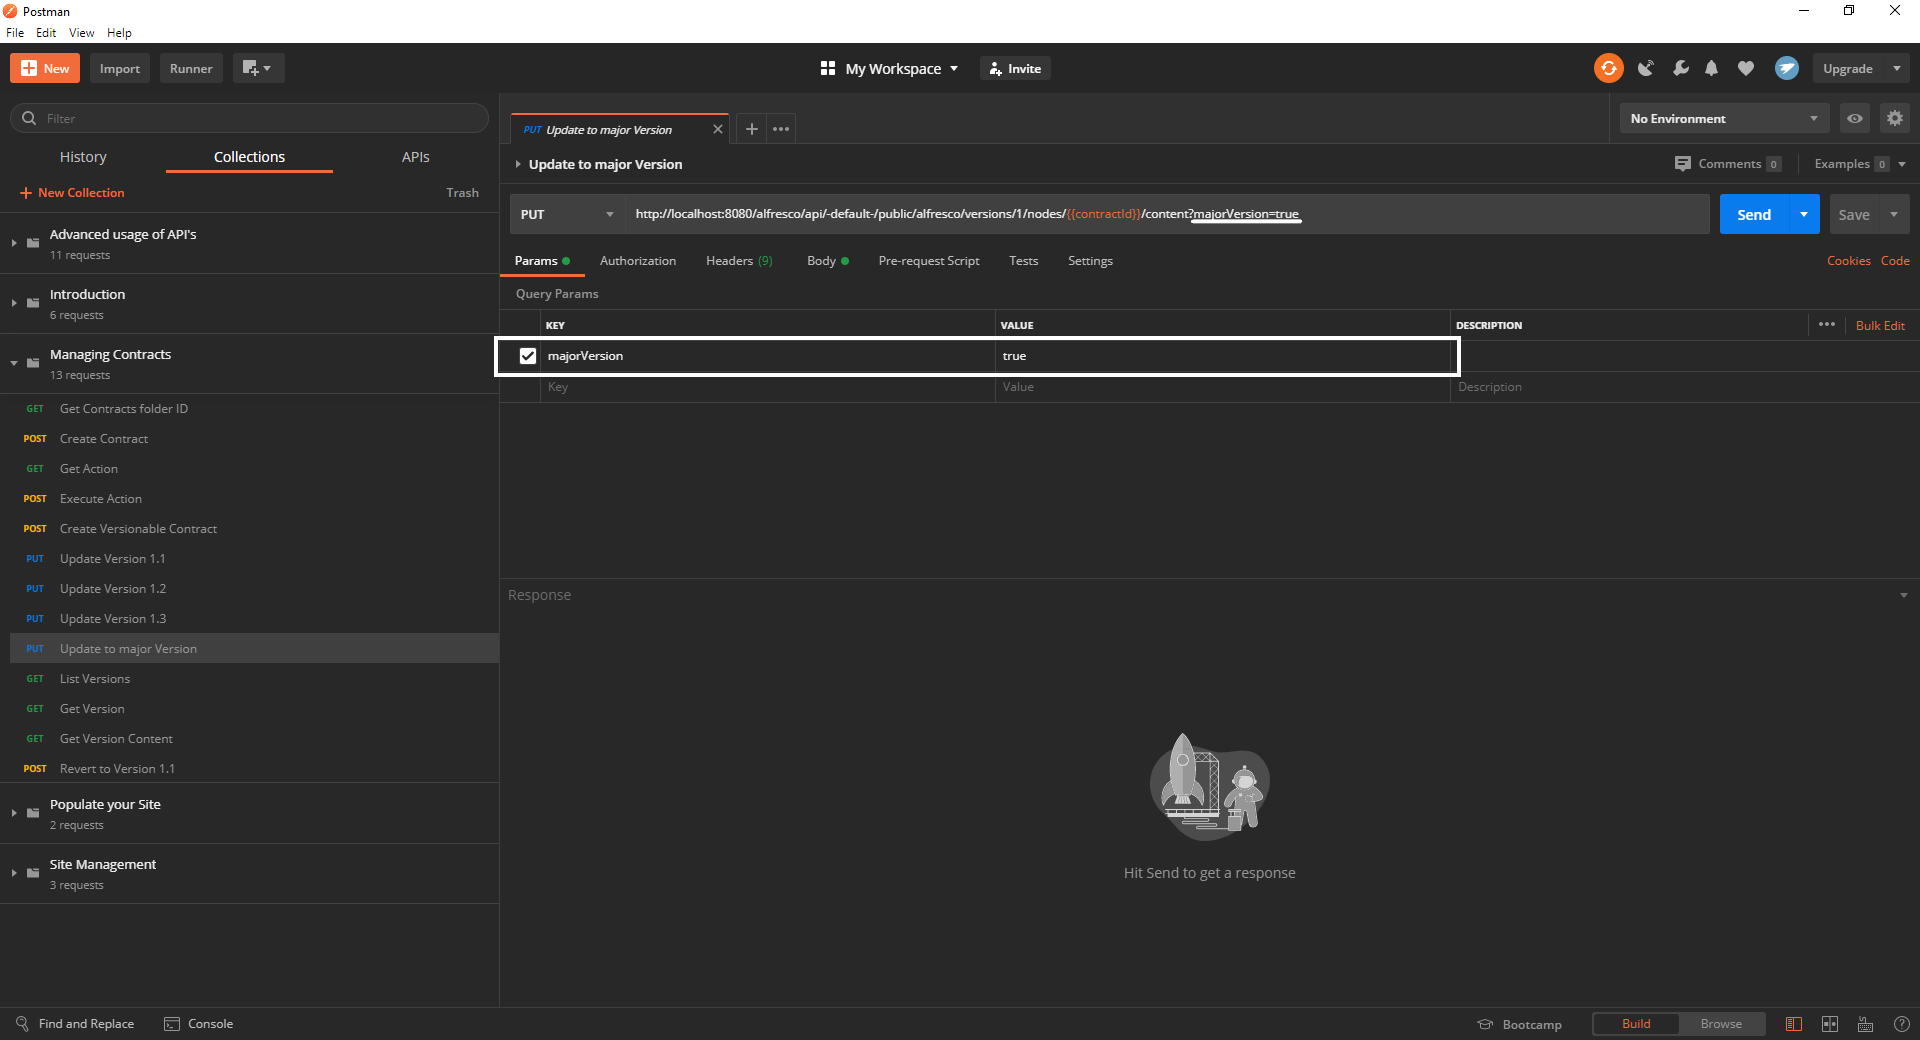 Postman
File Edit View Help
New Import Runner My Workspace Invite Upgrade
Filter
History Collections APIs
New Collection Trash
Advanced usage of API's
11 requests
Introduction
6 requests
Managing Contracts
13 requests
GET Get Contracts folder ID
POST Create Contract
GET Get Action
POST Execute Action
POST Create Versionable Contract
PUT Update Version 1.1
PUT Update Version 1.2
PUT Update Version 1.3
PUT Update to major Version
GET List Versions
GET Get Version
GET Get Version Content
POST Revert to Version 1.1
Populate your Site
2 requests
Site Management
3 requests
PUT Update to major Version
No Environment
Update to major Version Comments 0 Examples 0
PUT http://localhost:8080/alfresco/api/-default-/public/alfresco/versions/1/nodes/{{contractId}}/content?majorVersion=true Send Save
Params Authorization Headers (9) Body Pre-request Script Tests Settings Cookies Code
Query Params
KEY VALUE DESCRIPTION Bulk Edit
majorVersion true
Key Value Description
Response
Hit Send to get a response
Find and Replace Console Bootcamp Build Browse